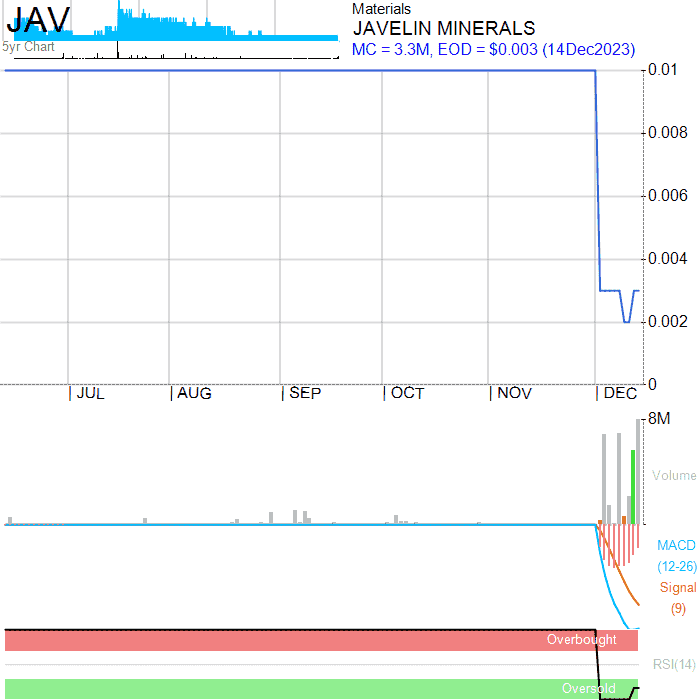 JAV
5yr Chart
Materials
JAVELIN MINERALS
MC = 3.3M, EOD = $0.003 (14Dec2023)
0.01
0.008
0.006
0.004
0.002
0
JUL AUG SEP OCT NOV DEC
8M
Volume
MACD
(12-26)
Signal
(9)
Overbought
RSI(14)
Oversold